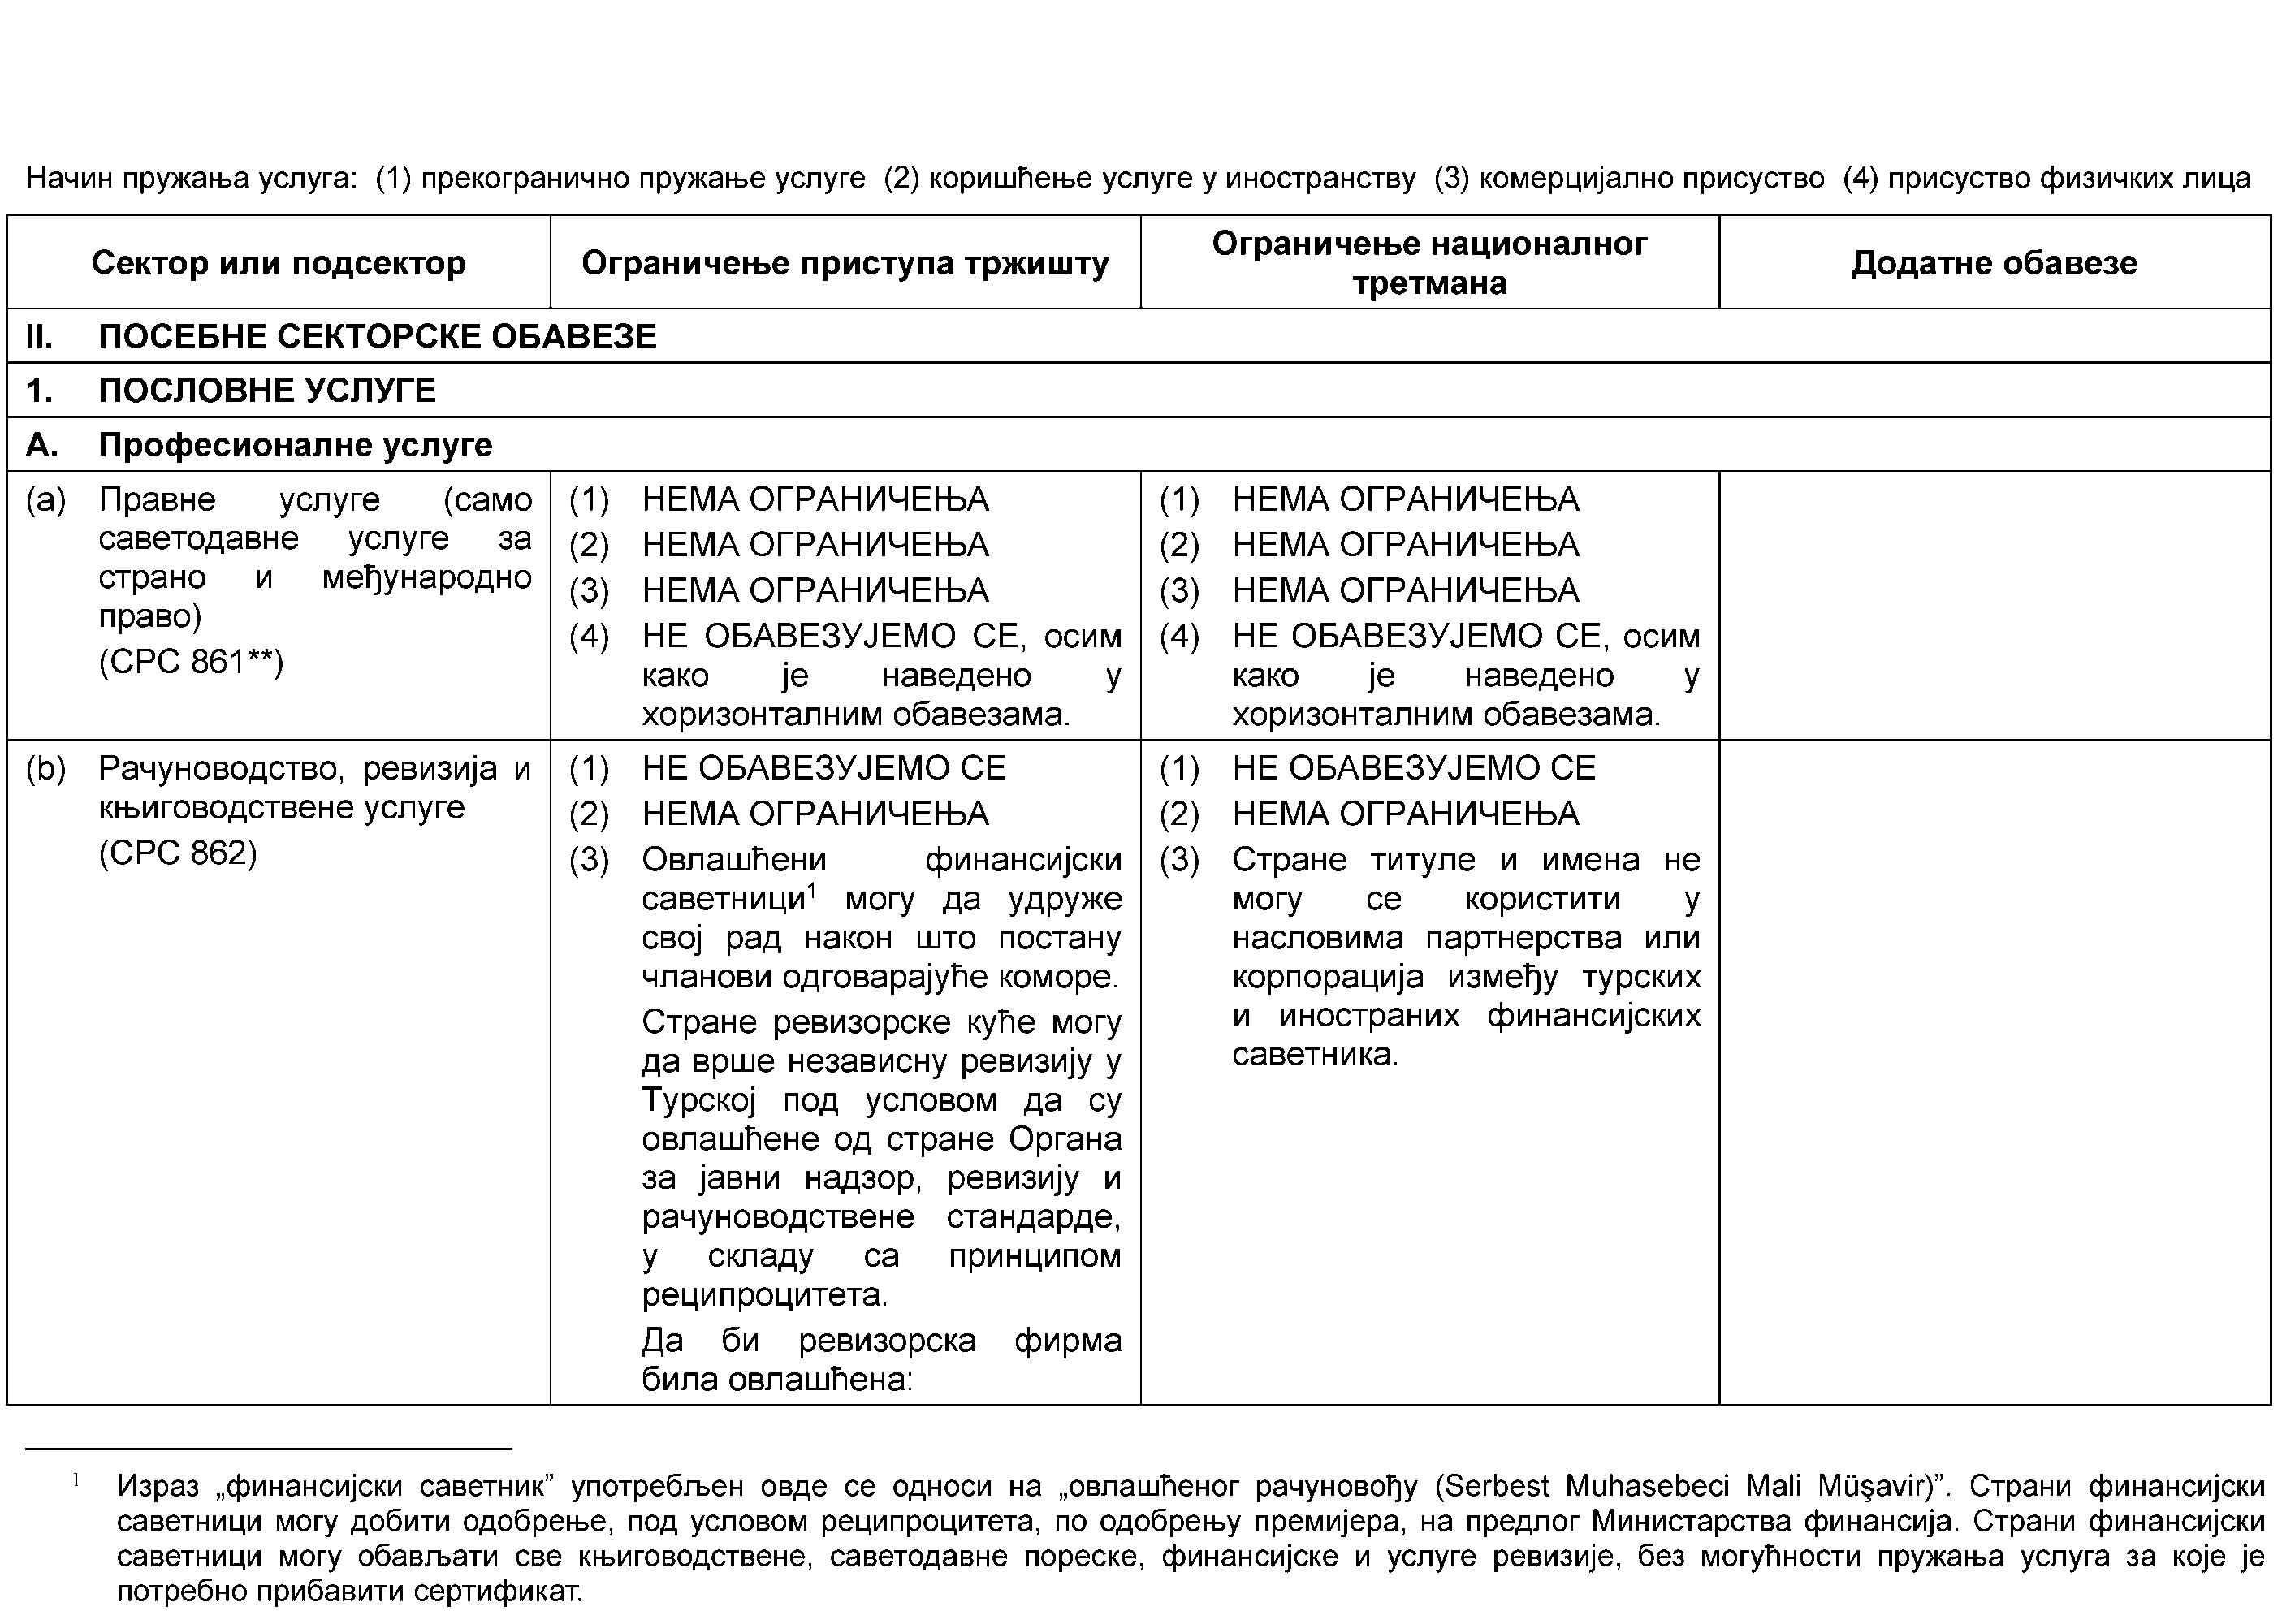 Начин пружања услуга: (1) прекогранично пружање услуге (2) коришћење услуге у иностранству (3) комерцијално присуство (4) присуство физичких лица
Сектор или подсектор
Ограничење приступа тржишту
Ограничење националног
третмана
Додатне обавезе
II. ПОСЕБНЕ СЕКТОРСКЕ ОБАВЕЗЕ
1. ПОСЛОВНЕ УСЛУГЕ
А. Професионалне услуге
(a) Правне услуге (само
саветодавне услуге за
страно и међународно
право)
(CPC 861**)
(1) НЕМА ОГРАНИЧЕЊА
(2) НЕМА ОГРАНИЧЕЊА
(3) НЕМА ОГРАНИЧЕЊА
(4) НЕ ОБАВЕЗУЈЕМО СЕ, осим
како је наведено у
хоризонталним обавезама.
(1) НЕМА ОГРАНИЧЕЊА
(2) НЕМА ОГРАНИЧЕЊА
(3) НЕМА ОГРАНИЧЕЊА
(4) НЕ ОБАВЕЗУЈЕМО СЕ, осим
како је наведено у
хоризонталним обавезама.
(b) Рачуноводство, ревизија и
књиговодствене услуге
(CPC 862)
(1) НЕ ОБАВЕЗУЈЕМО СЕ
(2) НЕМА ОГРАНИЧЕЊА
(3) Овлашћени финансијски
саветници¹ могу да удруже
свој рад након што постану
чланови одговарајуће коморе.
Стране ревизорске куће могу
да врше независну ревизију у
Турској под условом да су
овлашћене од стране Органа
за јавни надзор, ревизију и
рачуноводствене стандарде,
у складу са принципом
реципроцитета.
Да би ревизорска фирма
била овлашћена:
(1) НЕ ОБАВЕЗУЈЕМО СЕ
(2) НЕМА ОГРАНИЧЕЊА
(3) Стране титуле и имена не
могу се користити у
насловима партнерства или
корпорација између турских
и иностраних финансијских
саветника.
¹ Израз „финансијски саветник” употребљен овде се односи на „овлашћеног рачуновођу (Serbest Muhasebeci Mali Müşavir)”. Страни финансијски
саветници могу добити одобрење, под условом реципроцитета, по одобрењу премијера, на предлог Министарства финансија. Страни финансијски
саветници могу обављати све књиговодствене, саветодавне пореске, финансијске и услуге ревизије, без могућности пружања услуга за које је
потребно прибавити сертификат.